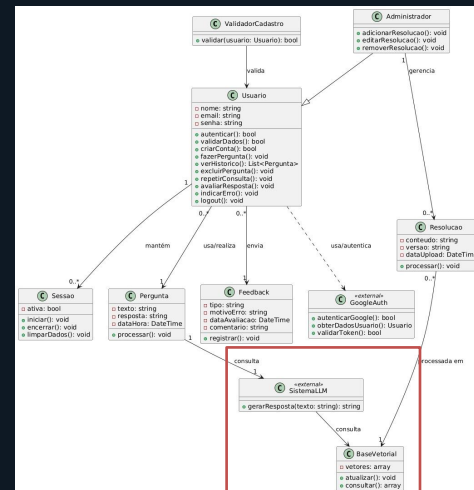 C ValidadorCadastro
validar(usuario: Usuario): bool
C Administrador
adicionarResolucao(): void
editarResolucao(): void
removerResolucao(): void
valida
1
gerencia
C Usuario
nome: string
email: string
senha: string
autenticar(): bool
validarDados(): bool
criarConta(): bool
fazerPergunta(): void
verHistorico(): List<Pergunta>
excluirPergunta(): void
repetirConsulta(): void
avaliarResposta(): void
indicarErro(): void
logout(): void
1
0..*
0..*
0..*
mantém
usa/realiza
envia
usa/autentica
C Resolucao
conteudo: string
versao: string
dataUpload: DateTim
processar(): void
0..*
0..*
1
1
C Sessao
ativa: bool
iniciar(): void
encerrar(): void
limparDados(): void
C Pergunta
texto: string
resposta: string
dataHora: DateTime
processar(): void
C Feedback
tipo: string
motivoErro: string
dataAvaliacao: DateTime
comentario: string
registrar(): void
«external»
C GoogleAuth
autenticarGoogle(): bool
obterDadosUsuario(): Usuario
validarToken(): bool
1
consulta
1
processada em
«external»
C SistemaLLM
gerarResposta(texto: string): string
consulta
1
C BaseVetorial
vetores: array
atualizar(): void
consultar(): array